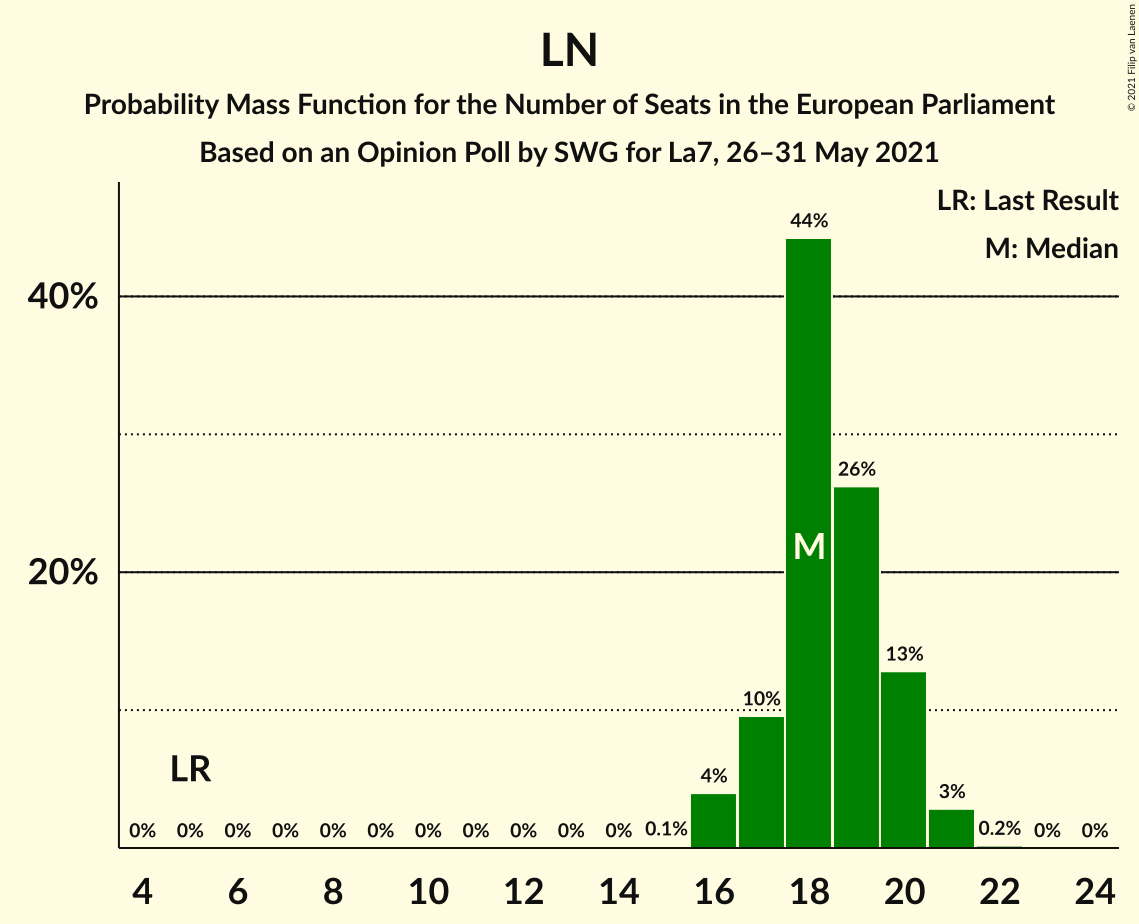 LN
Probability Mass Function for the Number of Seats in the European Parliament
Based on an Opinion Poll by SWG for La7, 26–31 May 2021
© 2021 Filip van Laenen
LR: Last Result
M: Median
44%
40%
26%
M
20%
13%
10%
LR
4%
3%
0% 0% 0% 0% 0% 0% 0% 0% 0% 0% 0% 0.1% 0.2% 0% 0%
4 6 8 10 12 14 16 18 20 22 24